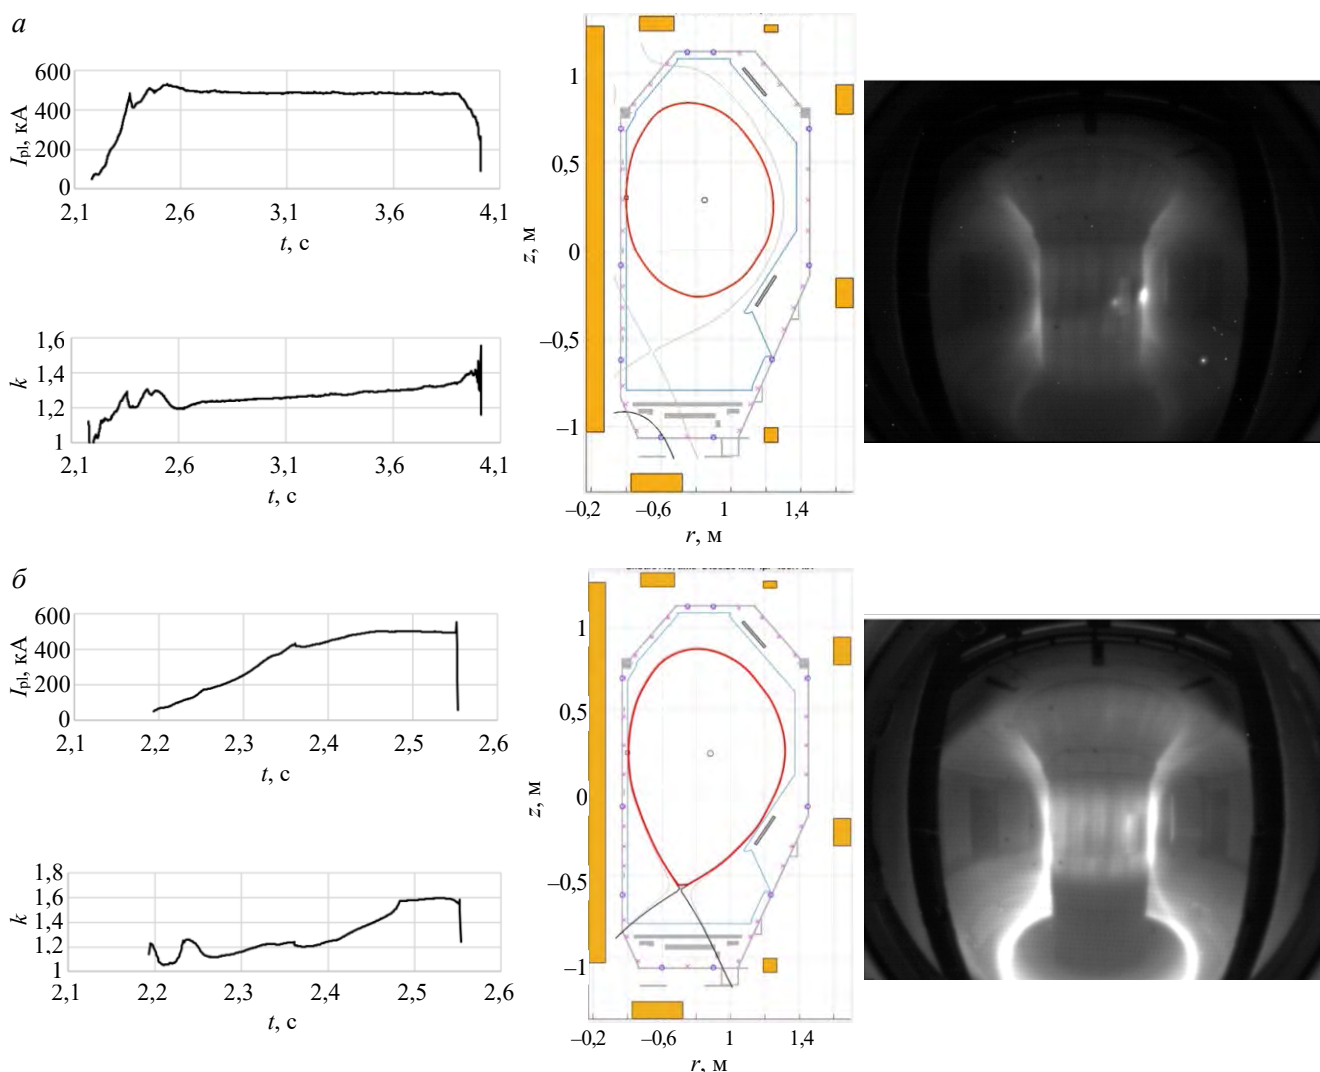 а
I_pl, кА
600
400
200
0
2,1 2,6 3,1 3,6 4,1
t, с
k
1,6
1,4
1,2
1
2,1 2,6 3,1 3,6 4,1
t, с
z, м
1
0,5
0
–0,5
–1
–0,2 –0,6 1 1,4
r, м
б
I_pl, кА
600
400
200
0
2,1 2,2 2,3 2,4 2,5 2,6
t, с
k
1,8
1,6
1,4
1,2
1
2,1 2,2 2,3 2,4 2,5 2,6
t, с
z, м
1
0,5
0
–0,5
–1
–0,2 –0,6 1 1,4
r, м